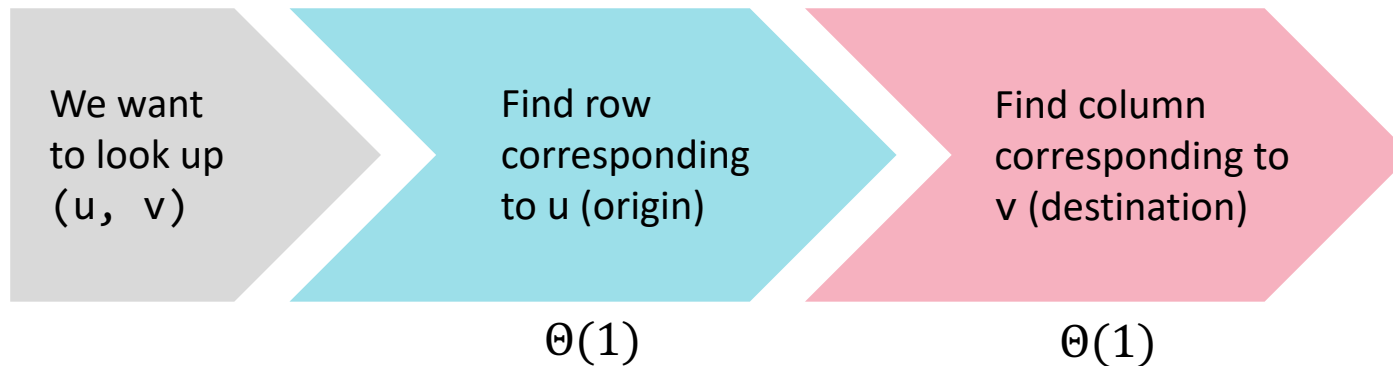 We want
to look up
(u, v)
Find row
corresponding
to u (origin)
Find column
corresponding to
v (destination)
Θ(1)
Θ(1)